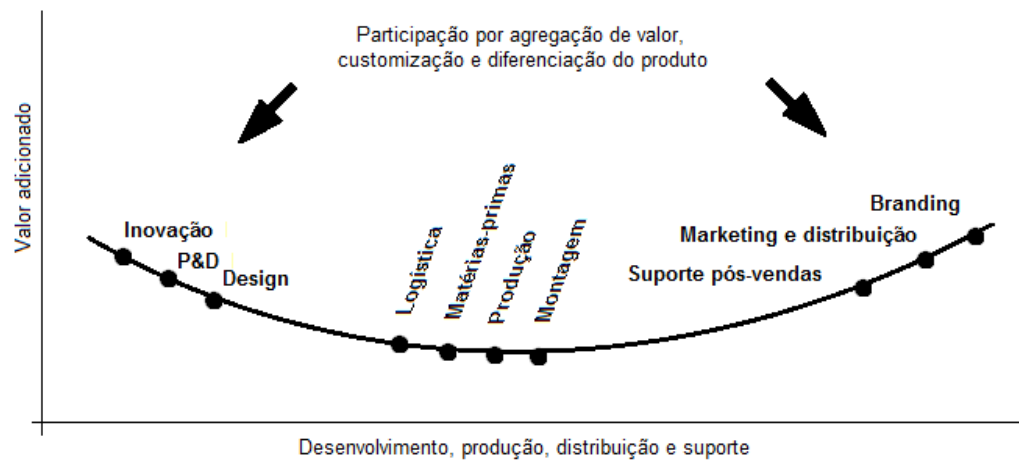 Participação por agregação de valor,
customização e diferenciação do produto
Valor adicionado
Inovação
P&D
Design
Logística
Matérias-primas
Produção
Montagem
Branding
Marketing e distribuição
Suporte pós-vendas
Desenvolvimento, produção, distribuição e suporte